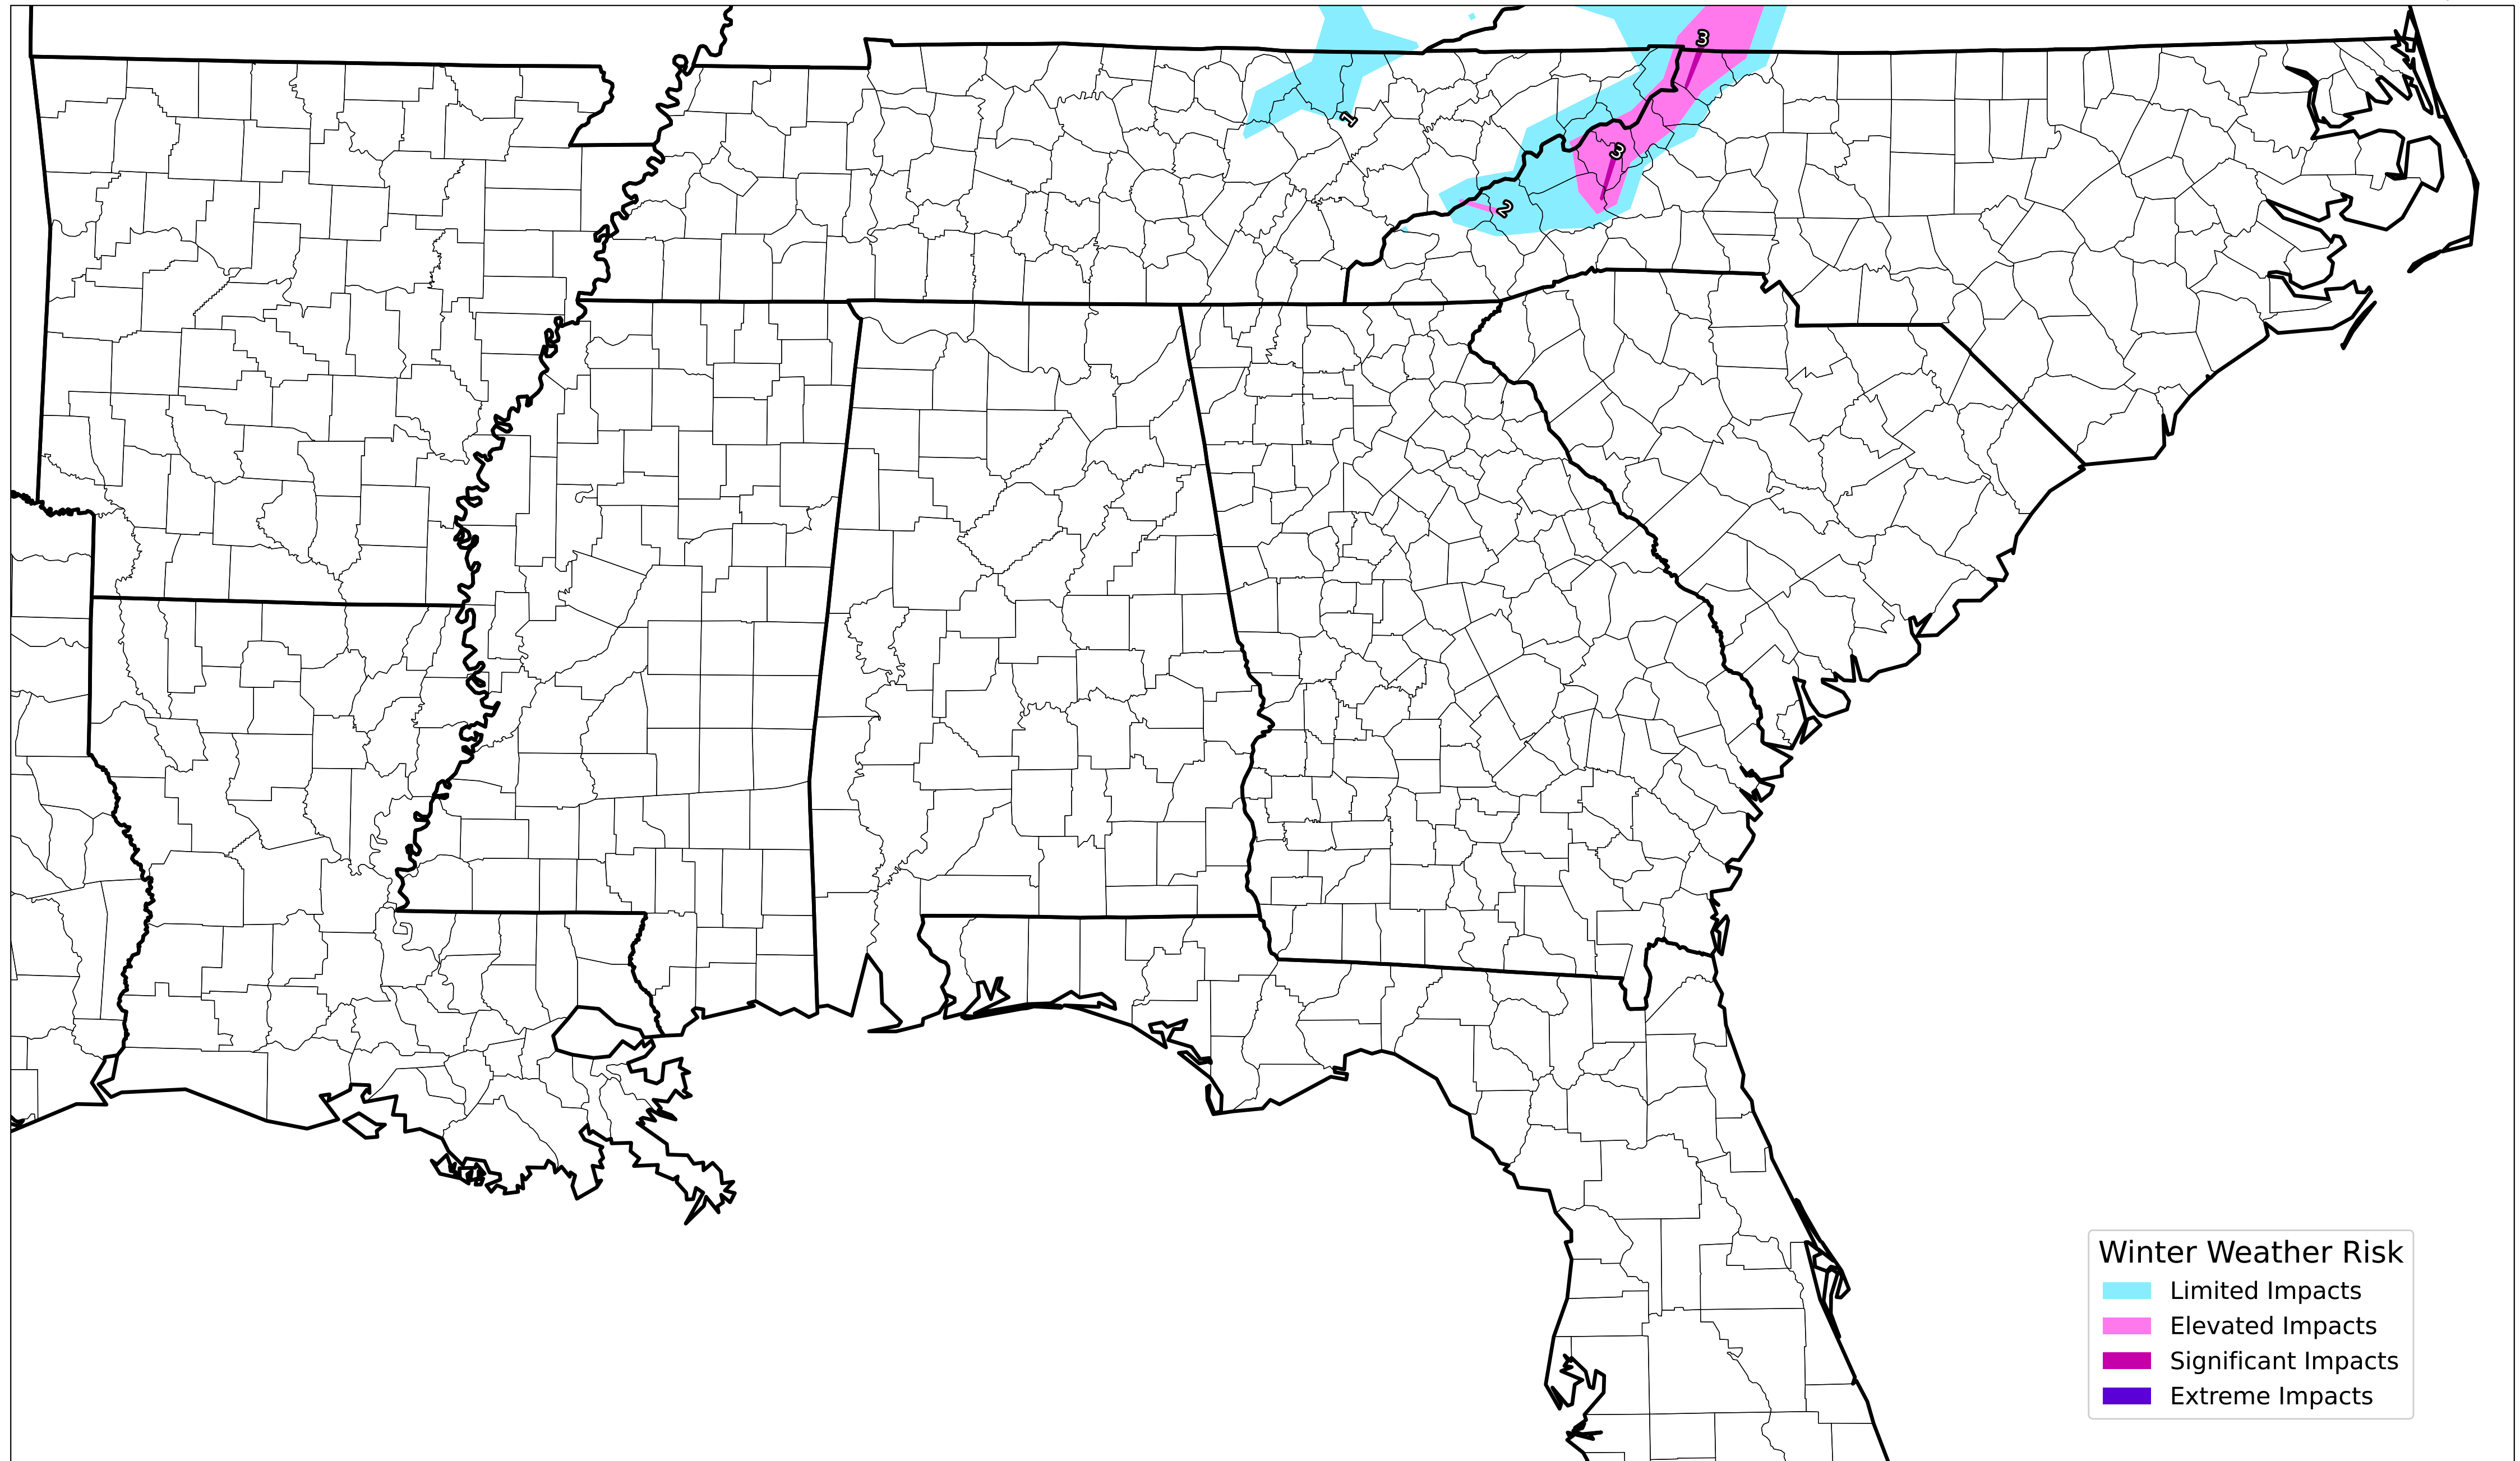 3
1
3
2
Winter Weather Risk
Limited Impacts
Elevated Impacts
Significant Impacts
Extreme Impacts